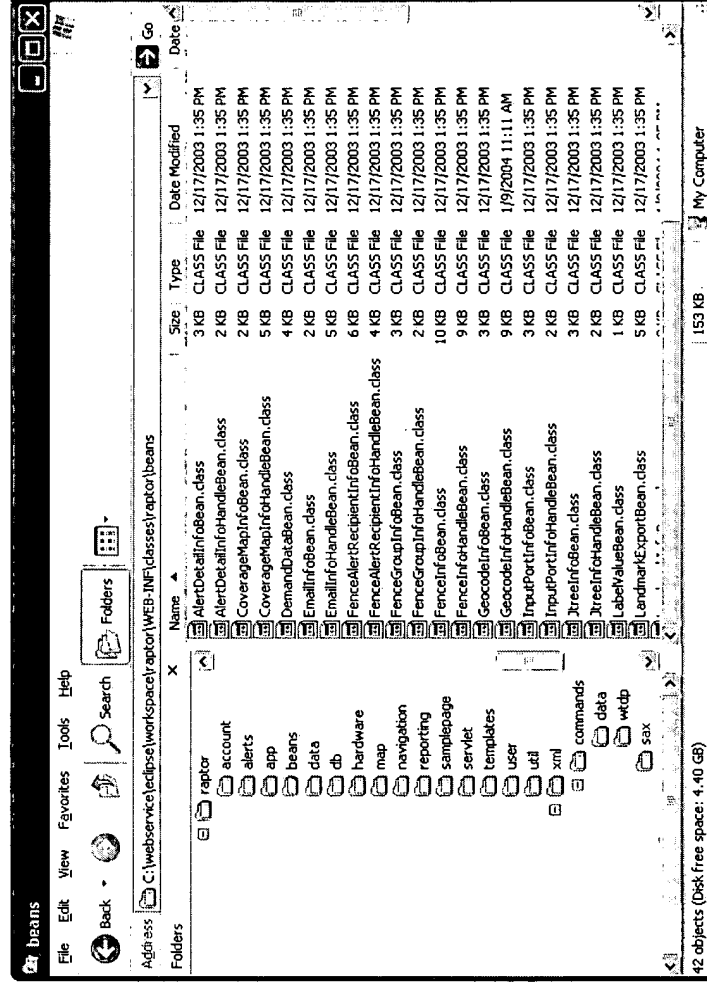 beans
File Edit View Favorites Tools Help
Back Search Folders
Address C:\webservice\eclipse\workspace\raptor\WEB-INF\classes\raptor\beans Go
Folders X
raptor
account
alerts
app
beans
data
db
hardware
map
navigation
reporting
samplepage
servlet
templates
user
util
xml
commands
data
wtdp
sax
Name Size Type Date Modified Date
AlertDetailInfoBean.class 3 KB CLASS File 12/17/2003 1:35 PM
AlertDetailInfoHandleBean.class 2 KB CLASS File 12/17/2003 1:35 PM
CoverageMapInfoBean.class 2 KB CLASS File 12/17/2003 1:35 PM
CoverageMapInfoHandleBean.class 5 KB CLASS File 12/17/2003 1:35 PM
DemandDataBean.class 4 KB CLASS File 12/17/2003 1:35 PM
EmailInfoBean.class 2 KB CLASS File 12/17/2003 1:35 PM
EmailInfoHandleBean.class 5 KB CLASS File 12/17/2003 1:35 PM
FenceAlertRecipientInfoBean.class 6 KB CLASS File 12/17/2003 1:35 PM
FenceAlertRecipientInfoHandleBean.class 4 KB CLASS File 12/17/2003 1:35 PM
FenceGroupInfoBean.class 3 KB CLASS File 12/17/2003 1:35 PM
FenceGroupInfoHandleBean.class 2 KB CLASS File 12/17/2003 1:35 PM
FenceInfoBean.class 10 KB CLASS File 12/17/2003 1:35 PM
FenceInfoHandleBean.class 9 KB CLASS File 12/17/2003 1:35 PM
GeocodeInfoBean.class 3 KB CLASS File 12/17/2003 1:35 PM
GeocodeInfoHandleBean.class 9 KB CLASS File 1/9/2004 11:11 AM
InputPortInfoBean.class 3 KB CLASS File 12/17/2003 1:35 PM
InputPortInfoHandleBean.class 2 KB CLASS File 12/17/2003 1:35 PM
JtreeInfoBean.class 3 KB CLASS File 12/17/2003 1:35 PM
JtreeInfoHandleBean.class 2 KB CLASS File 12/17/2003 1:35 PM
LabelValueBean.class 1 KB CLASS File 12/17/2003 1:35 PM
LandmarkExportBean.class 5 KB CLASS File 12/17/2003 1:35 PM
42 objects (Disk free space: 4.40 GB) 153 KB My Computer